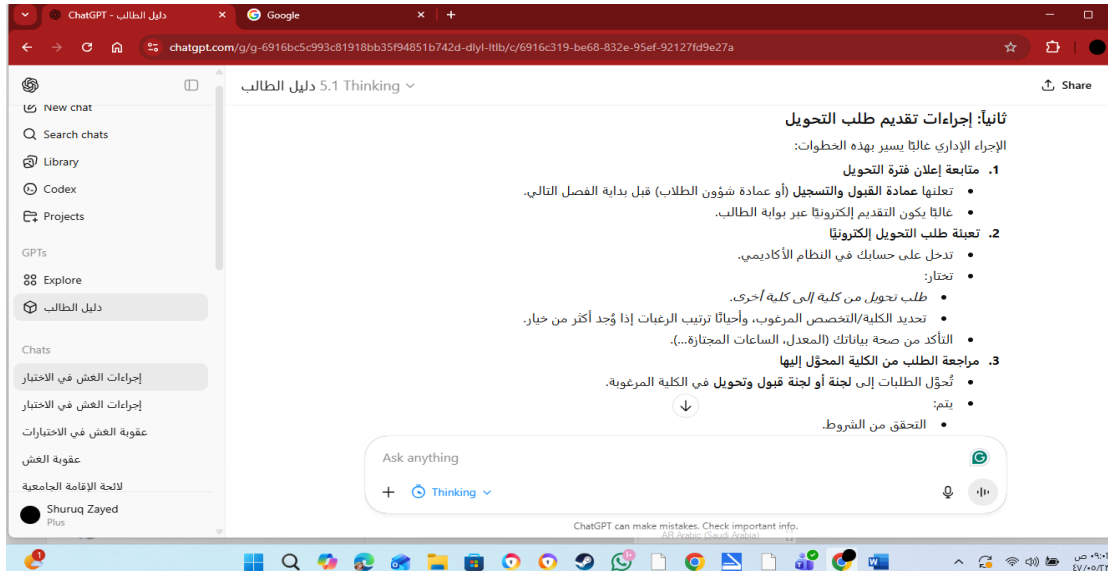 ChatGPT - دليل الطالب
Google
chatgpt.com/g/g-6916bc5c993c81918bb35f94851b742d-dlyl-ltlb/c/6916c319-be68-832e-95ef-92127fd9e27a
دليل الطالب 5.1 Thinking
Share
New chat
Search chats
Library
Codex
Projects
GPTs
Explore
دليل الطالب
Chats
إجراءات الغش في الاختبار
إجراءات الغش في الاختبار
عقوبة الغش في الاختبارات
عقوبة الغش
لائحة الإقامة الجامعية
Shuruq Zayed
Plus
ثانياً: إجراءات تقديم طلب التحويل
الإجراء الإداري غالبًا يسير بهذه الخطوات:
1. متابعة إعلان فترة التحويل
• تعلنها عمادة القبول والتسجيل (أو عمادة شؤون الطلاب) قبل بداية الفصل التالي.
• غالبًا يكون التقديم إلكترونيًا عبر بوابة الطالب.
2. تعبئة طلب التحويل إلكترونيًا
• تدخل على حسابك في النظام الأكاديمي.
• تختار:
• طلب تحويل من كلية إلى كلية أخرى.
• تحديد الكلية/التخصص المرغوب، وأحيانًا ترتيب الرغبات إذا وُجد أكثر من خيار.
• التأكد من صحة بياناتك (المعدل، الساعات المجتازة...).
3. مراجعة الطلب من الكلية المحوَّل إليها
• تُحوَّل الطلبات إلى لجنة أو لجنة قبول وتحويل في الكلية المرغوبة.
• يتم:
• التحقق من الشروط.
Ask anything
Thinking
ChatGPT can make mistakes. Check important info.
AR Arabic (Saudi Arabia)